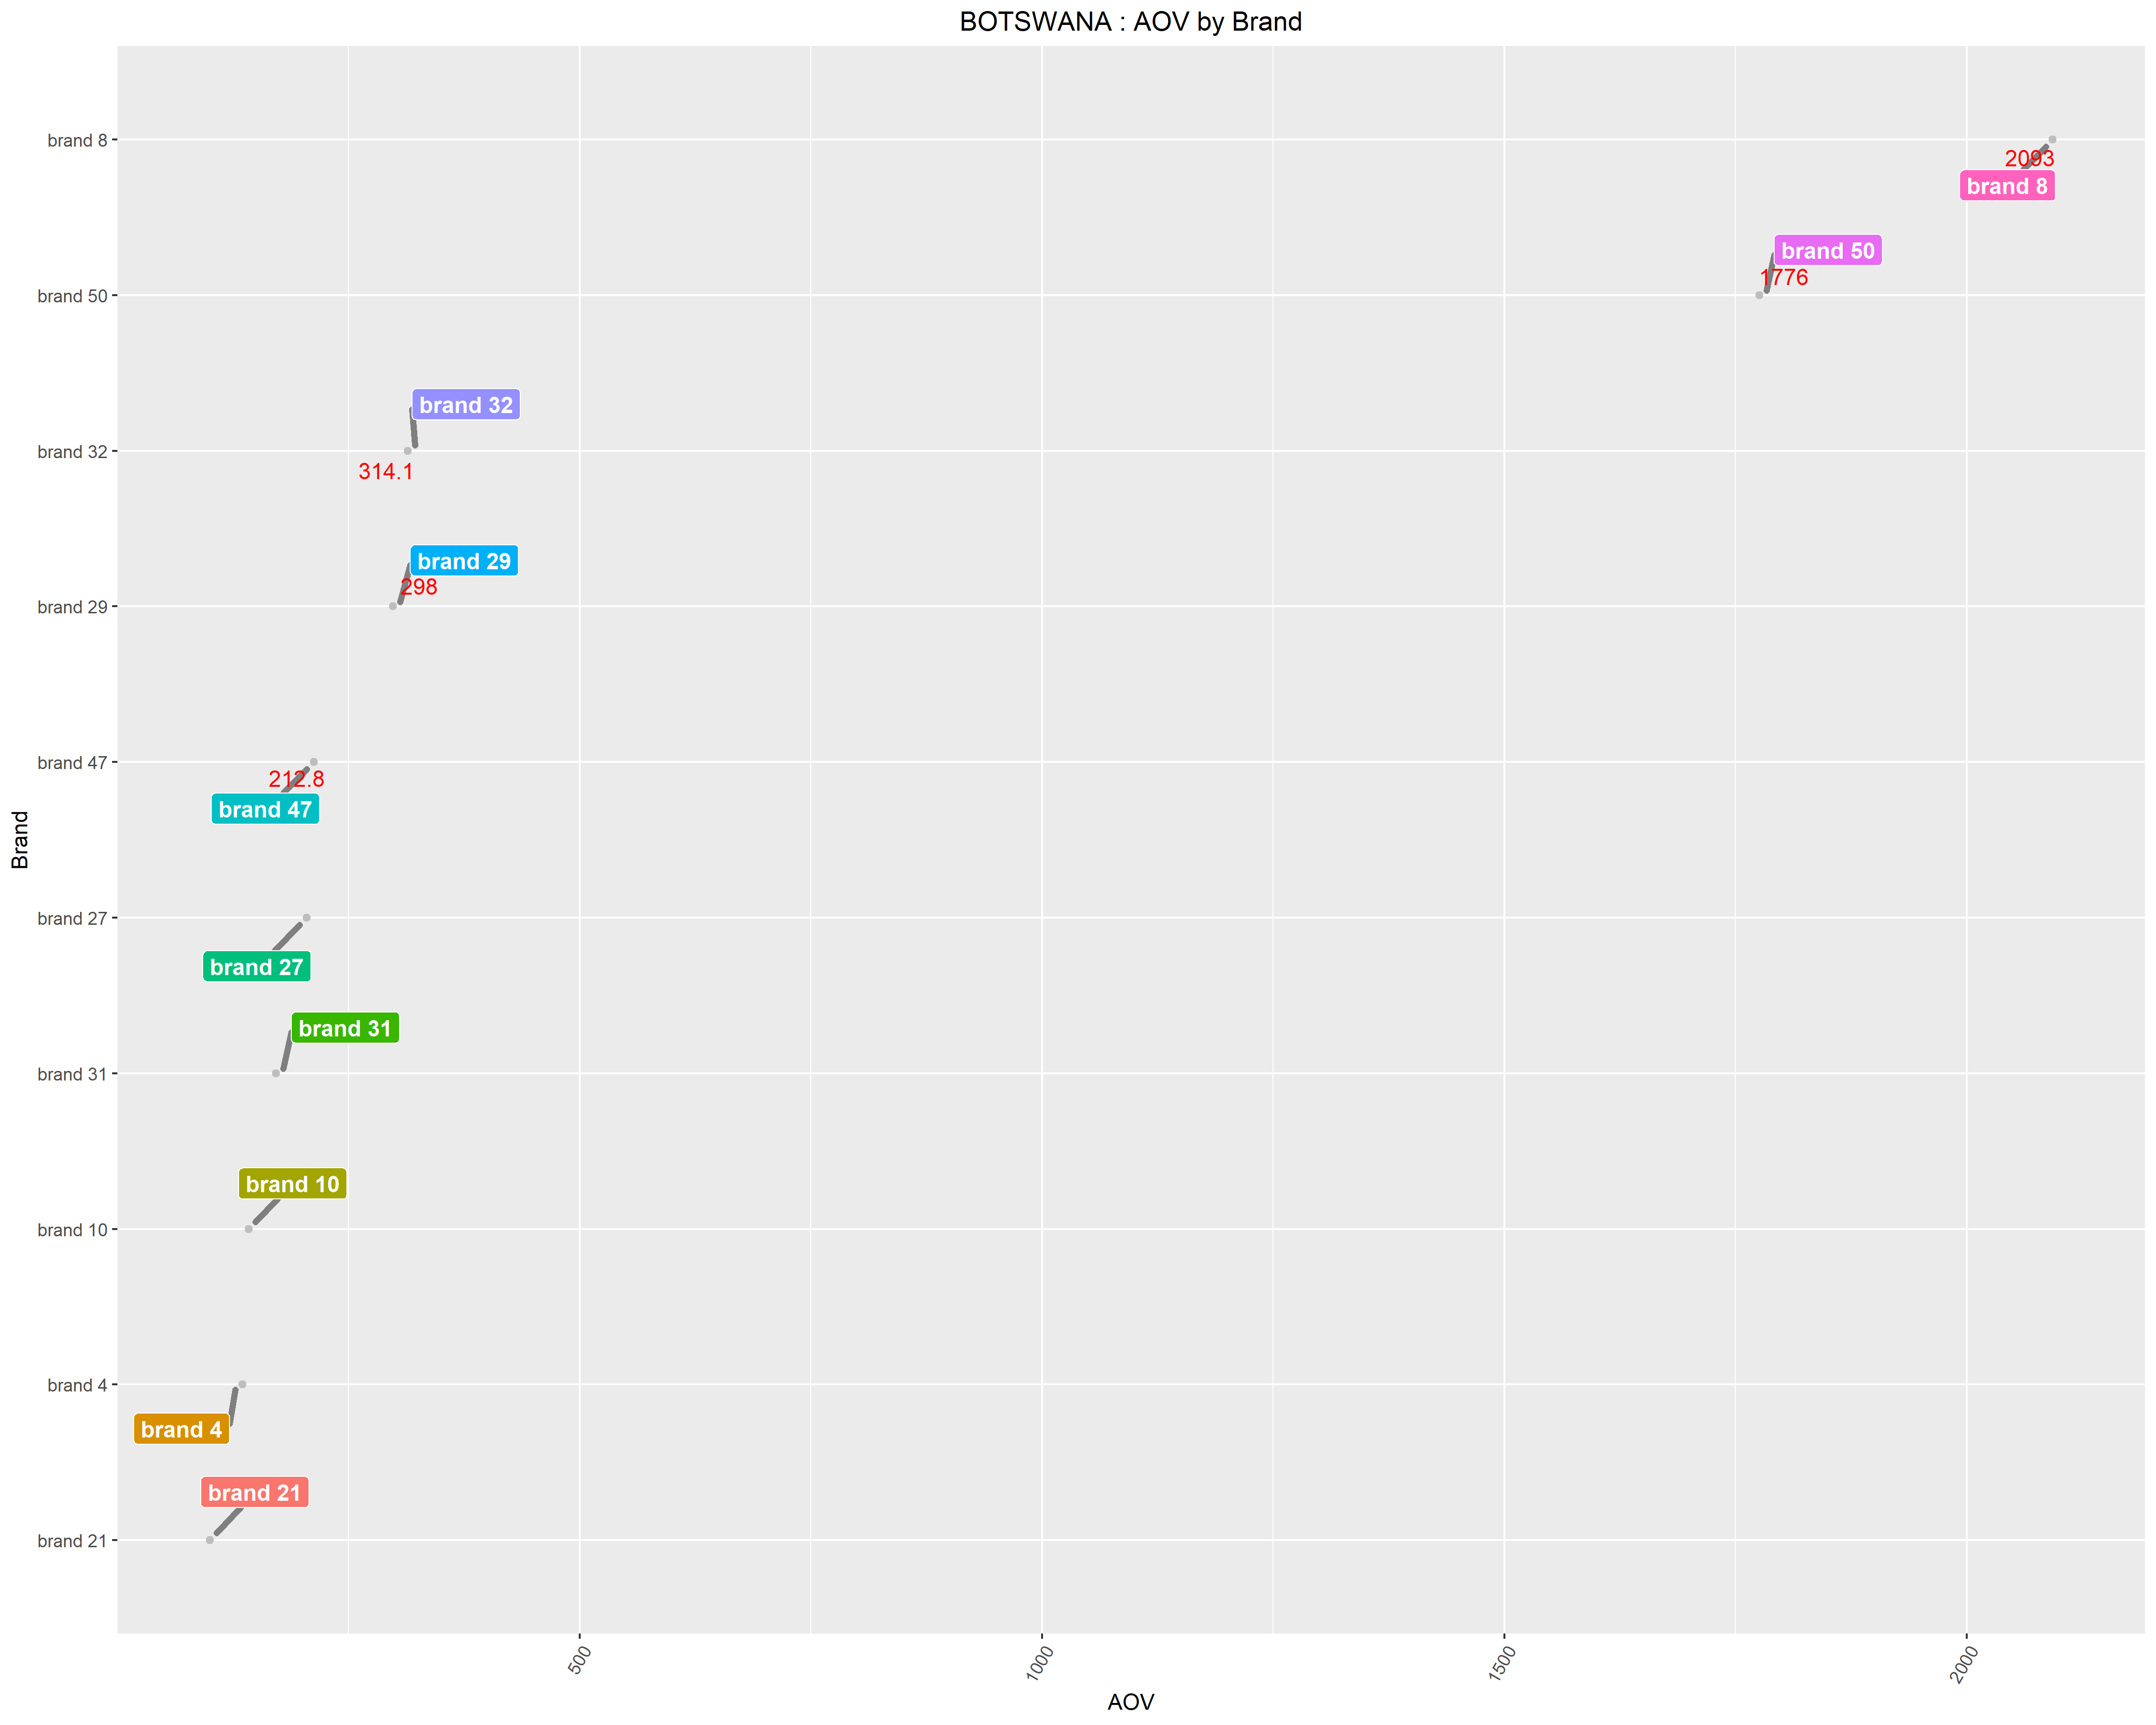 BOTSWANA : AOV by Brand
brand 8
2093
brand 8
brand 50
1776
brand 50
brand 32
brand 32
314.1
brand 29
298
brand 29
brand 47
212.8
brand 47
Brand
brand 27
brand 27
brand 31
brand 31
brand 10
brand 10
brand 4
brand 4
brand 21
brand 21
500
1000
1500
2000
AOV